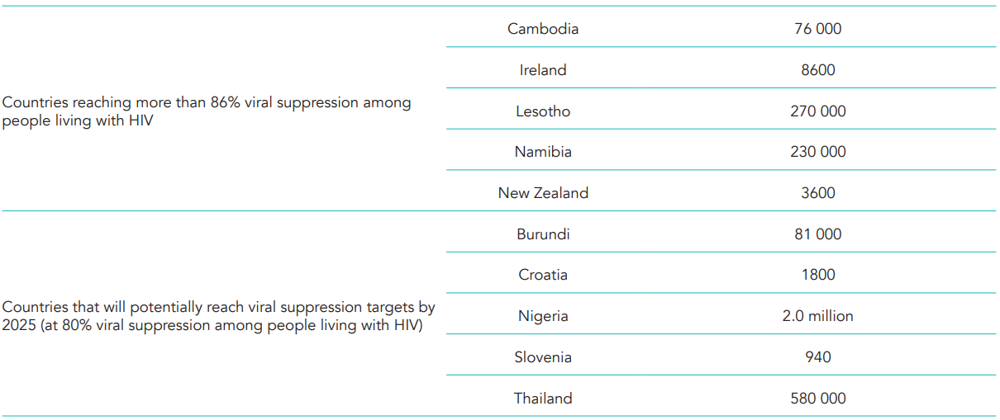 Countries reaching more than 86% viral suppression among
people living with HIV
Cambodia 76 000
Ireland 8600
Lesotho 270 000
Namibia 230 000
New Zealand 3600
Countries that will potentially reach viral suppression targets by
2025 (at 80% viral suppression among people living with HIV)
Burundi 81 000
Croatia 1800
Nigeria 2.0 million
Slovenia 940
Thailand 580 000